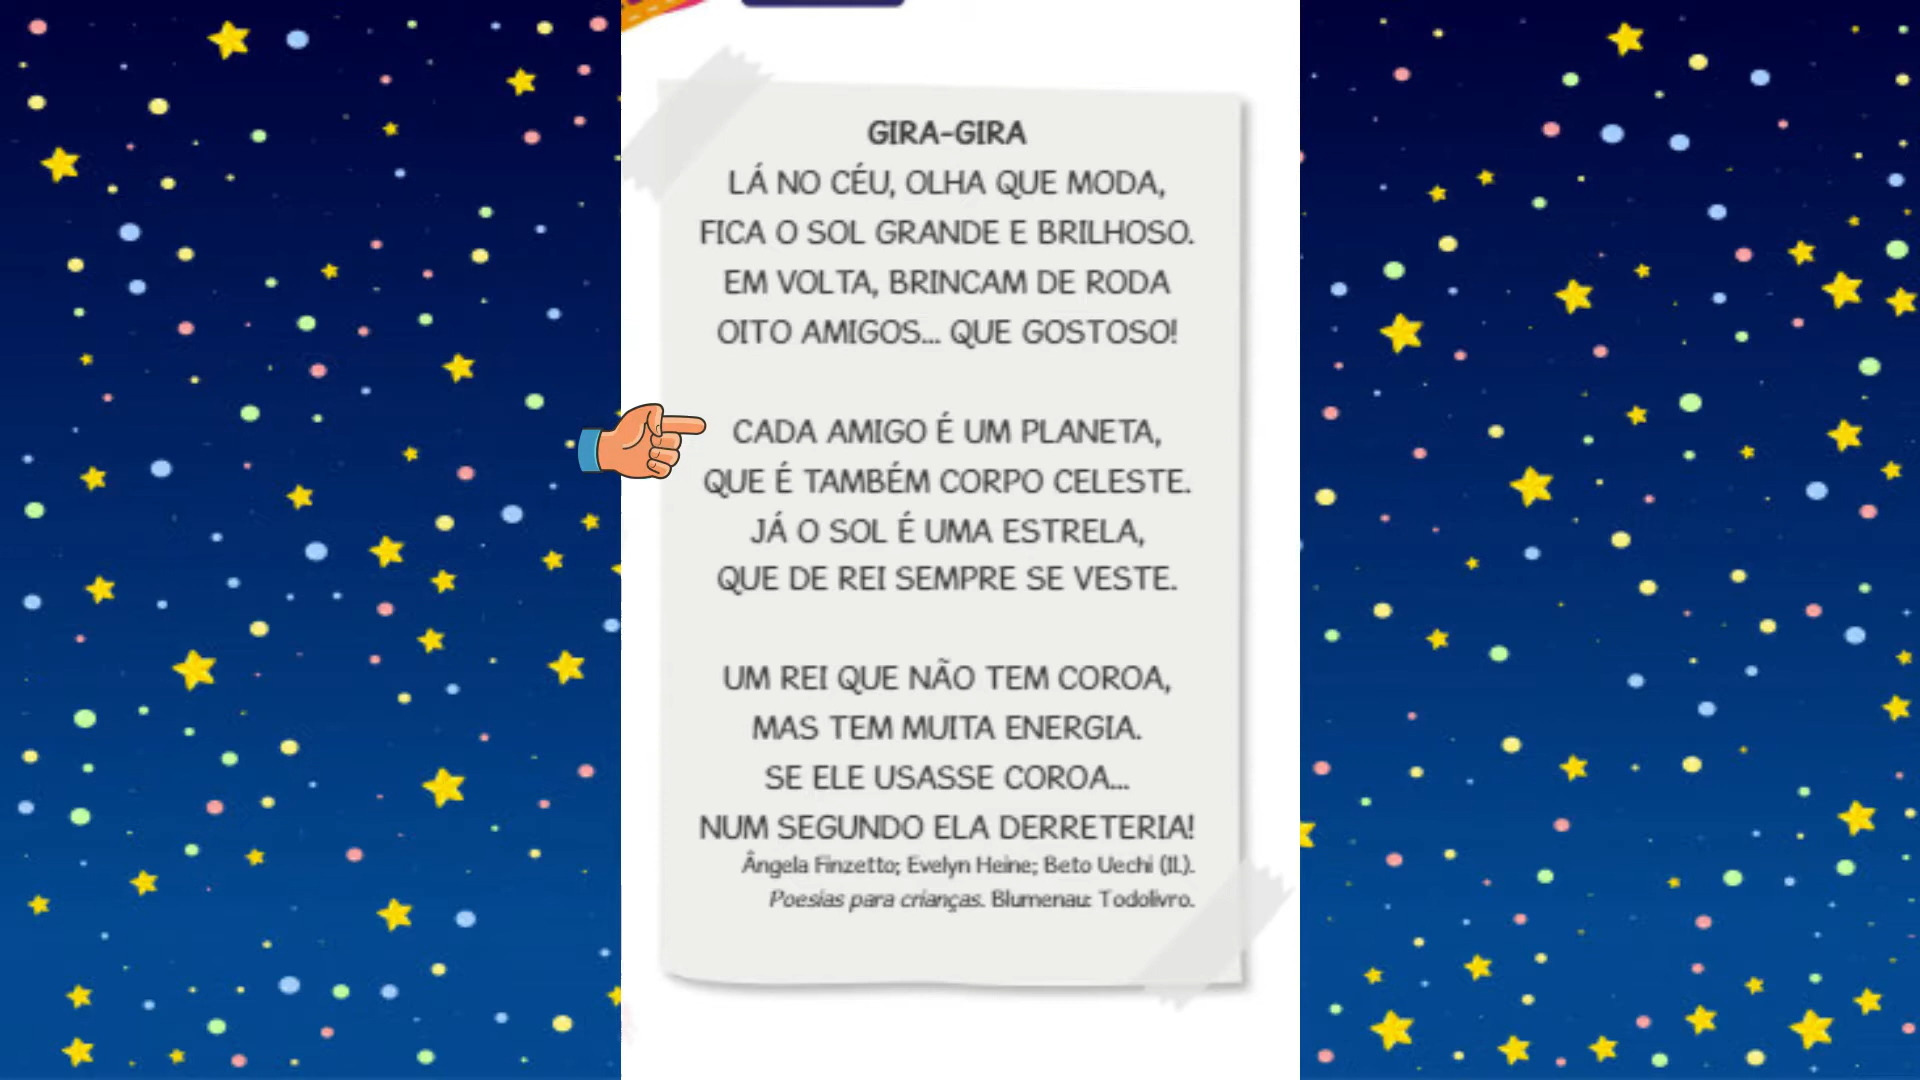 GIRA-GIRA
LÁ NO CÉU, OLHA QUE MODA,
FICA O SOL GRANDE E BRILHOSO.
EM VOLTA, BRINCAM DE RODA
OITO AMIGOS... QUE GOSTOSO!
CADA AMIGO É UM PLANETA,
QUE É TAMBÉM CORPO CELESTE.
JÁ O SOL É UMA ESTRELA,
QUE DE REI SEMPRE SE VESTE.
UM REI QUE NÃO TEM COROA,
MAS TEM MUITA ENERGIA.
SE ELE USASSE COROA...
NUM SEGUNDO ELA DERRETERIA!
Ângela Finzetto; Evelyn Heine; Beto Uechi (Il.).
Poesias para crianças. Blumenau: Todolivro.